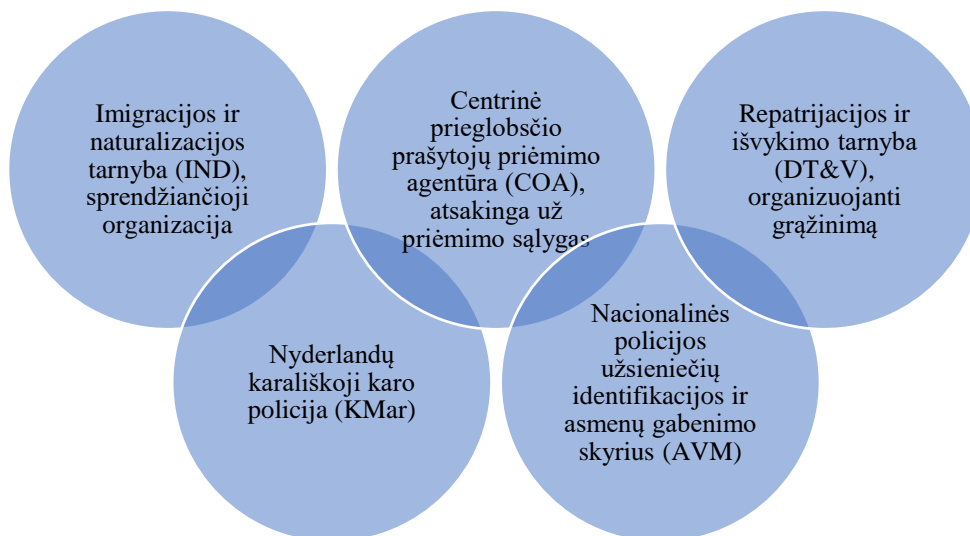 Imigracijos ir
naturalizacijos
tarnyba (IND),
sprendžiančioji
organizacija
Centrinė
prieglobsčio
prašytojų priėmimo
agentūra (COA),
atsakinga už
priėmimo sąlygas
Repatrijacijos ir
išvykimo tarnyba
(DT&V),
organizuojanti
grąžinimą
Nyderlandų
karališkoji karo
policija (KMar)
Nacionalinės
policijos
užsieniečių
identifikacijos ir
asmenų gabenimo
skyrius (AVM)